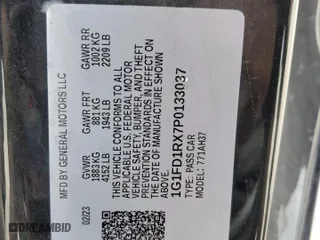 MFD BY GENERAL MOTORS LLC
02/23
GVWR GAWR FRT GAWR RR
1883 KG 881 KG 1002 KG
4152 LB 1943 LB 2209 LB
THIS VEHICLE CONFORMS TO ALL
APPLICABLE U.S. FEDERAL MOTOR
VEHICLE SAFETY, BUMPER, AND THEFT
PREVENTION STANDARDS IN EFFECT ON
THE DATE OF MANUFACTURE SHOWN
ABOVE.
1G1FD1RX7P0133037
TYPE: PASS CAR
MODEL: 771AH37
AUTOBIDMASTER